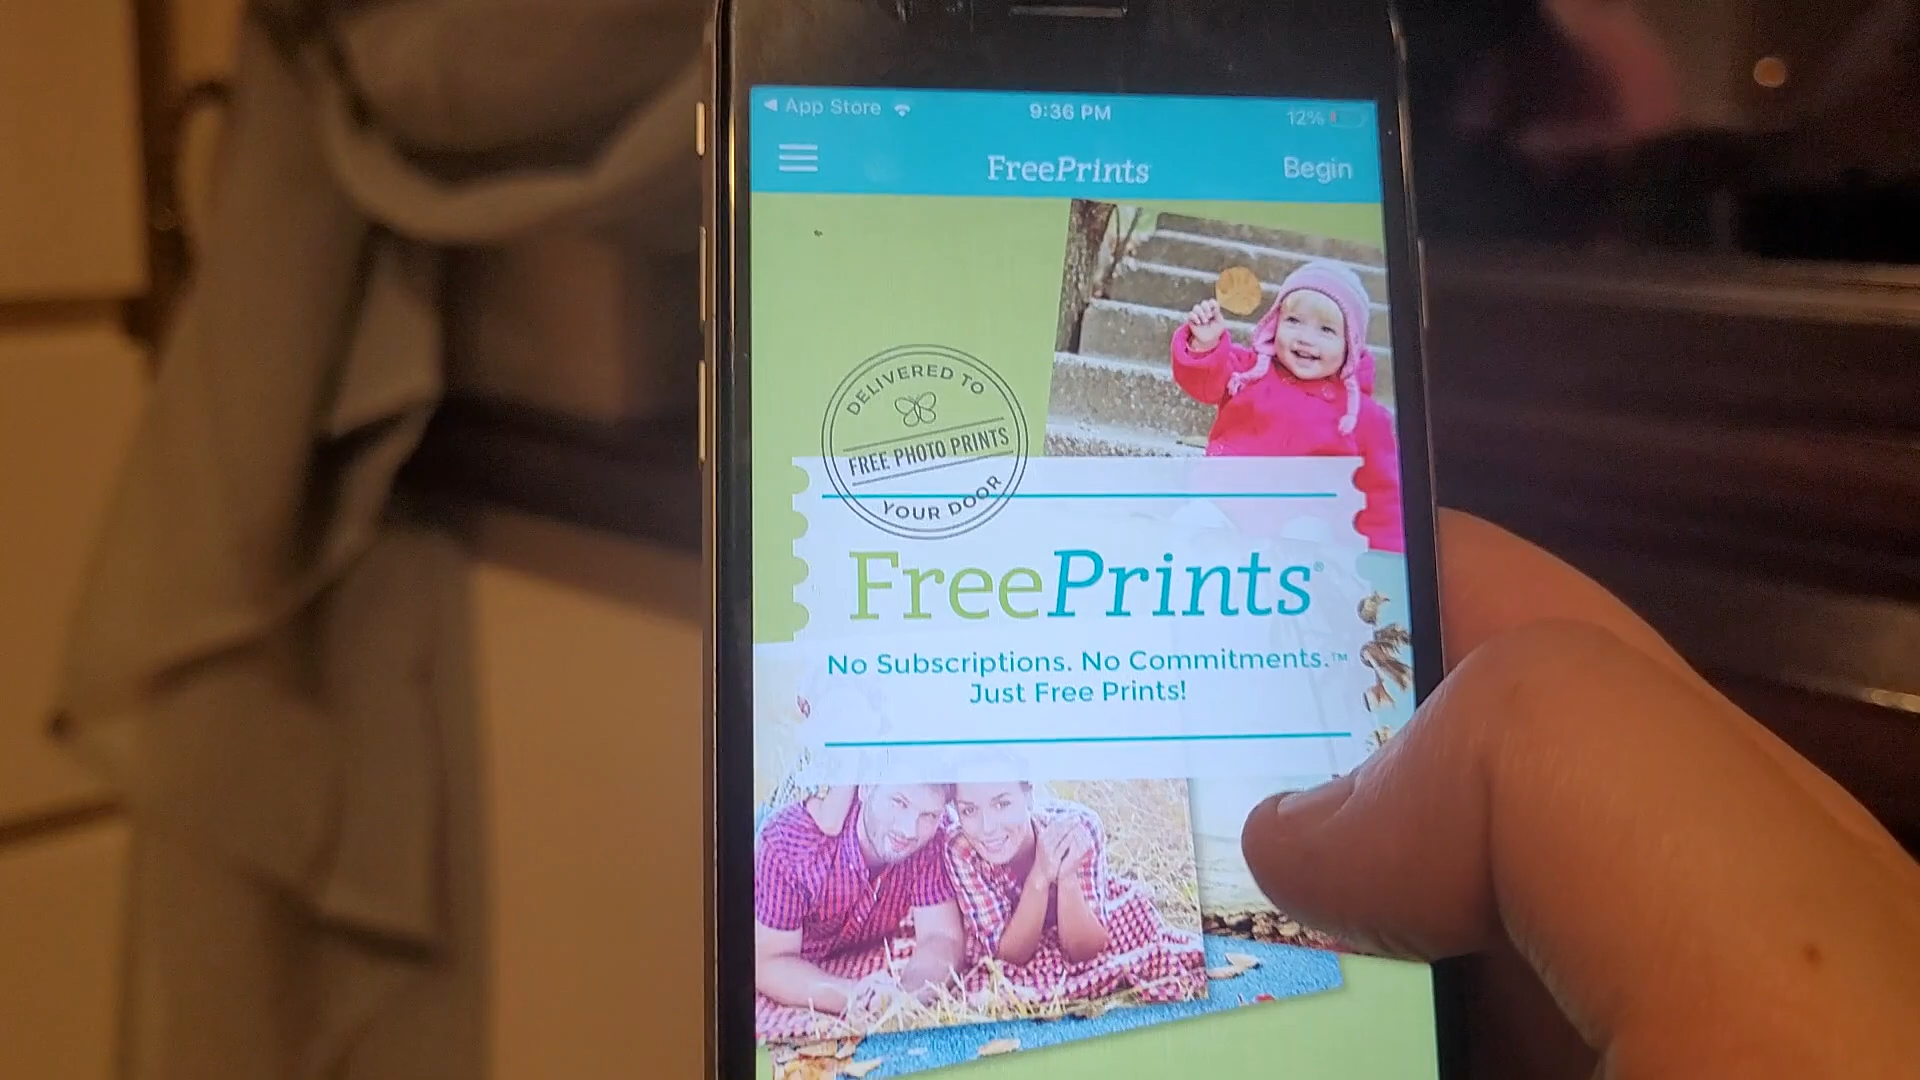 App Store
9:36 PM
12%
FreePrints
Begin
DELIVERED TO
FREE PHOTO PRINTS
YOUR DOOR
FreePrints®
No Subscriptions. No Commitments.™
Just Free Prints!